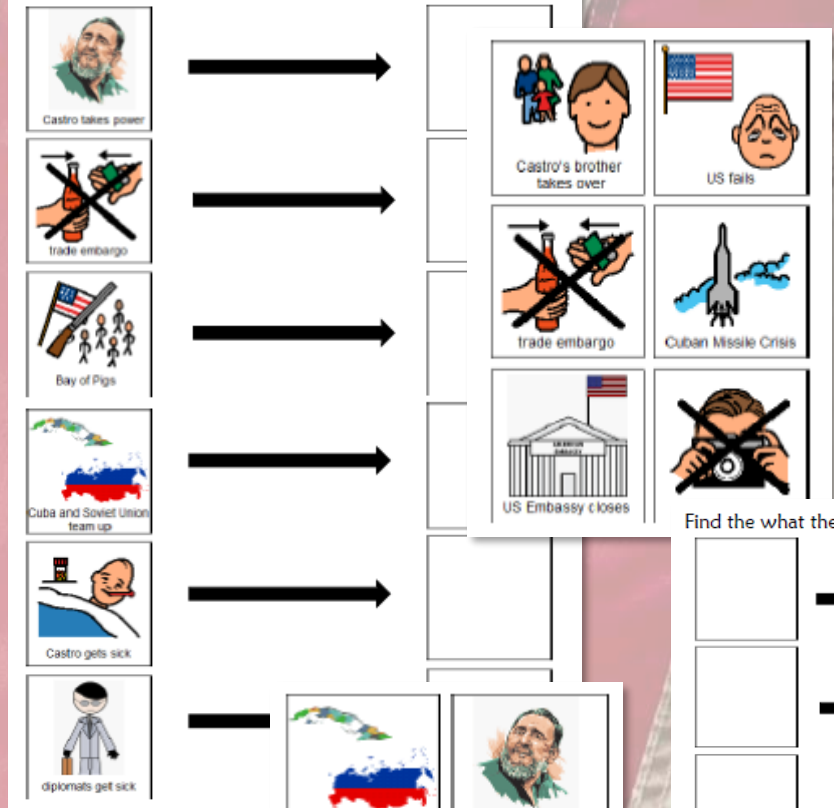 Castro takes power
trade embargo
Bay of Pigs
Cuba and Soviet Union
team up
Castro gets sick
diplomats get sick
Castro's brother
takes over
US fails
trade embargo
Cuban Missile Crisis
US Embassy closes
Find the what the